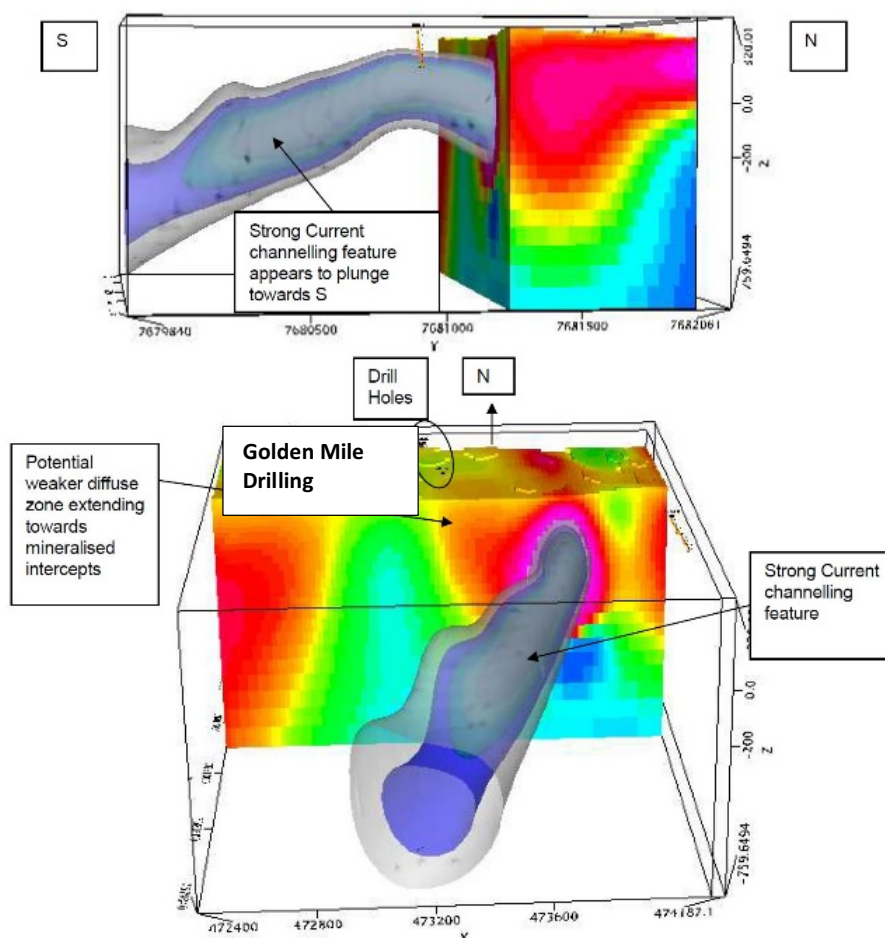 S
N
320.01
0.0
-200
Z
-759.6494
Strong Current
channelling feature
appears to plunge
towards S
7679840
7680500
7681000
7681500
7682061
Y
Drill
Holes
N
Potential
weaker diffuse
zone extending
towards
mineralised
intercepts
Golden Mile
Drilling
Strong Current
channelling
feature
0.0
-200
Z
-759.6494
472400
472800
473200
473600
474187.1
X